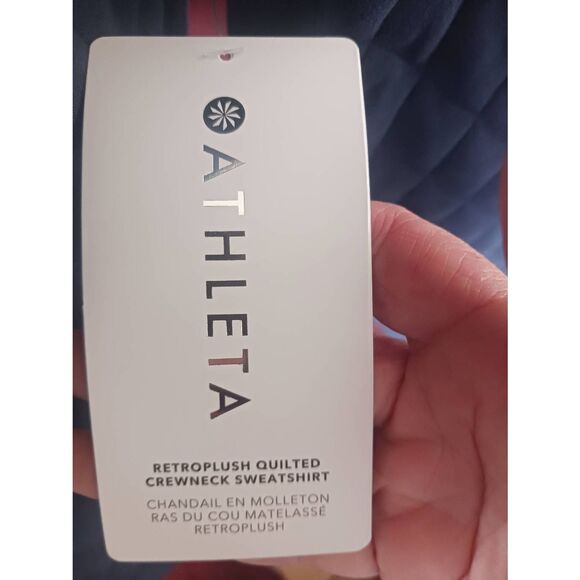 ATHLETA
RETROPLUSH QUILTED
CREWNECK SWEATSHIRT
CHANDAIL EN MOLLETON
RAS DU COU MATELASSÉ
RETROPLUSH